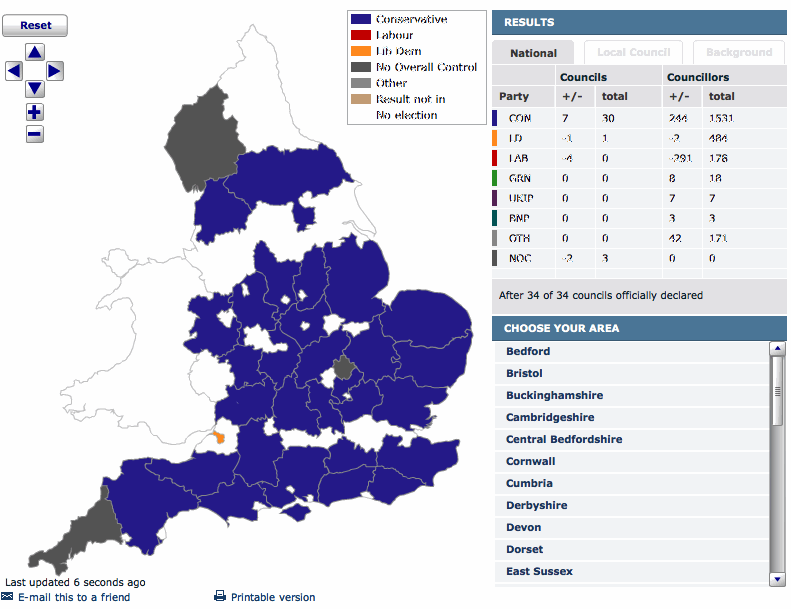 Reset
Conservative
Labour
Lib Dem
No Overall Control
Other
Result not in
No election
Last updated 6 seconds ago
E-mail this to a friend
Printable version
RESULTS
National
Local Council
Background
Councils
Councillors
Party
+/-
total
+/-
total
CON 7 30 244 1531
LD -1 1 -2 484
LAB -4 0 -291 178
GRN 0 0 8 18
UKIP 0 0 7 7
BNP 0 0 3 3
OTH 0 0 42 171
NOC -2 3 0 0
After 34 of 34 councils officially declared
CHOOSE YOUR AREA
Bedford
Bristol
Buckinghamshire
Cambridgeshire
Central Bedfordshire
Cornwall
Cumbria
Derbyshire
Devon
Dorset
East Sussex